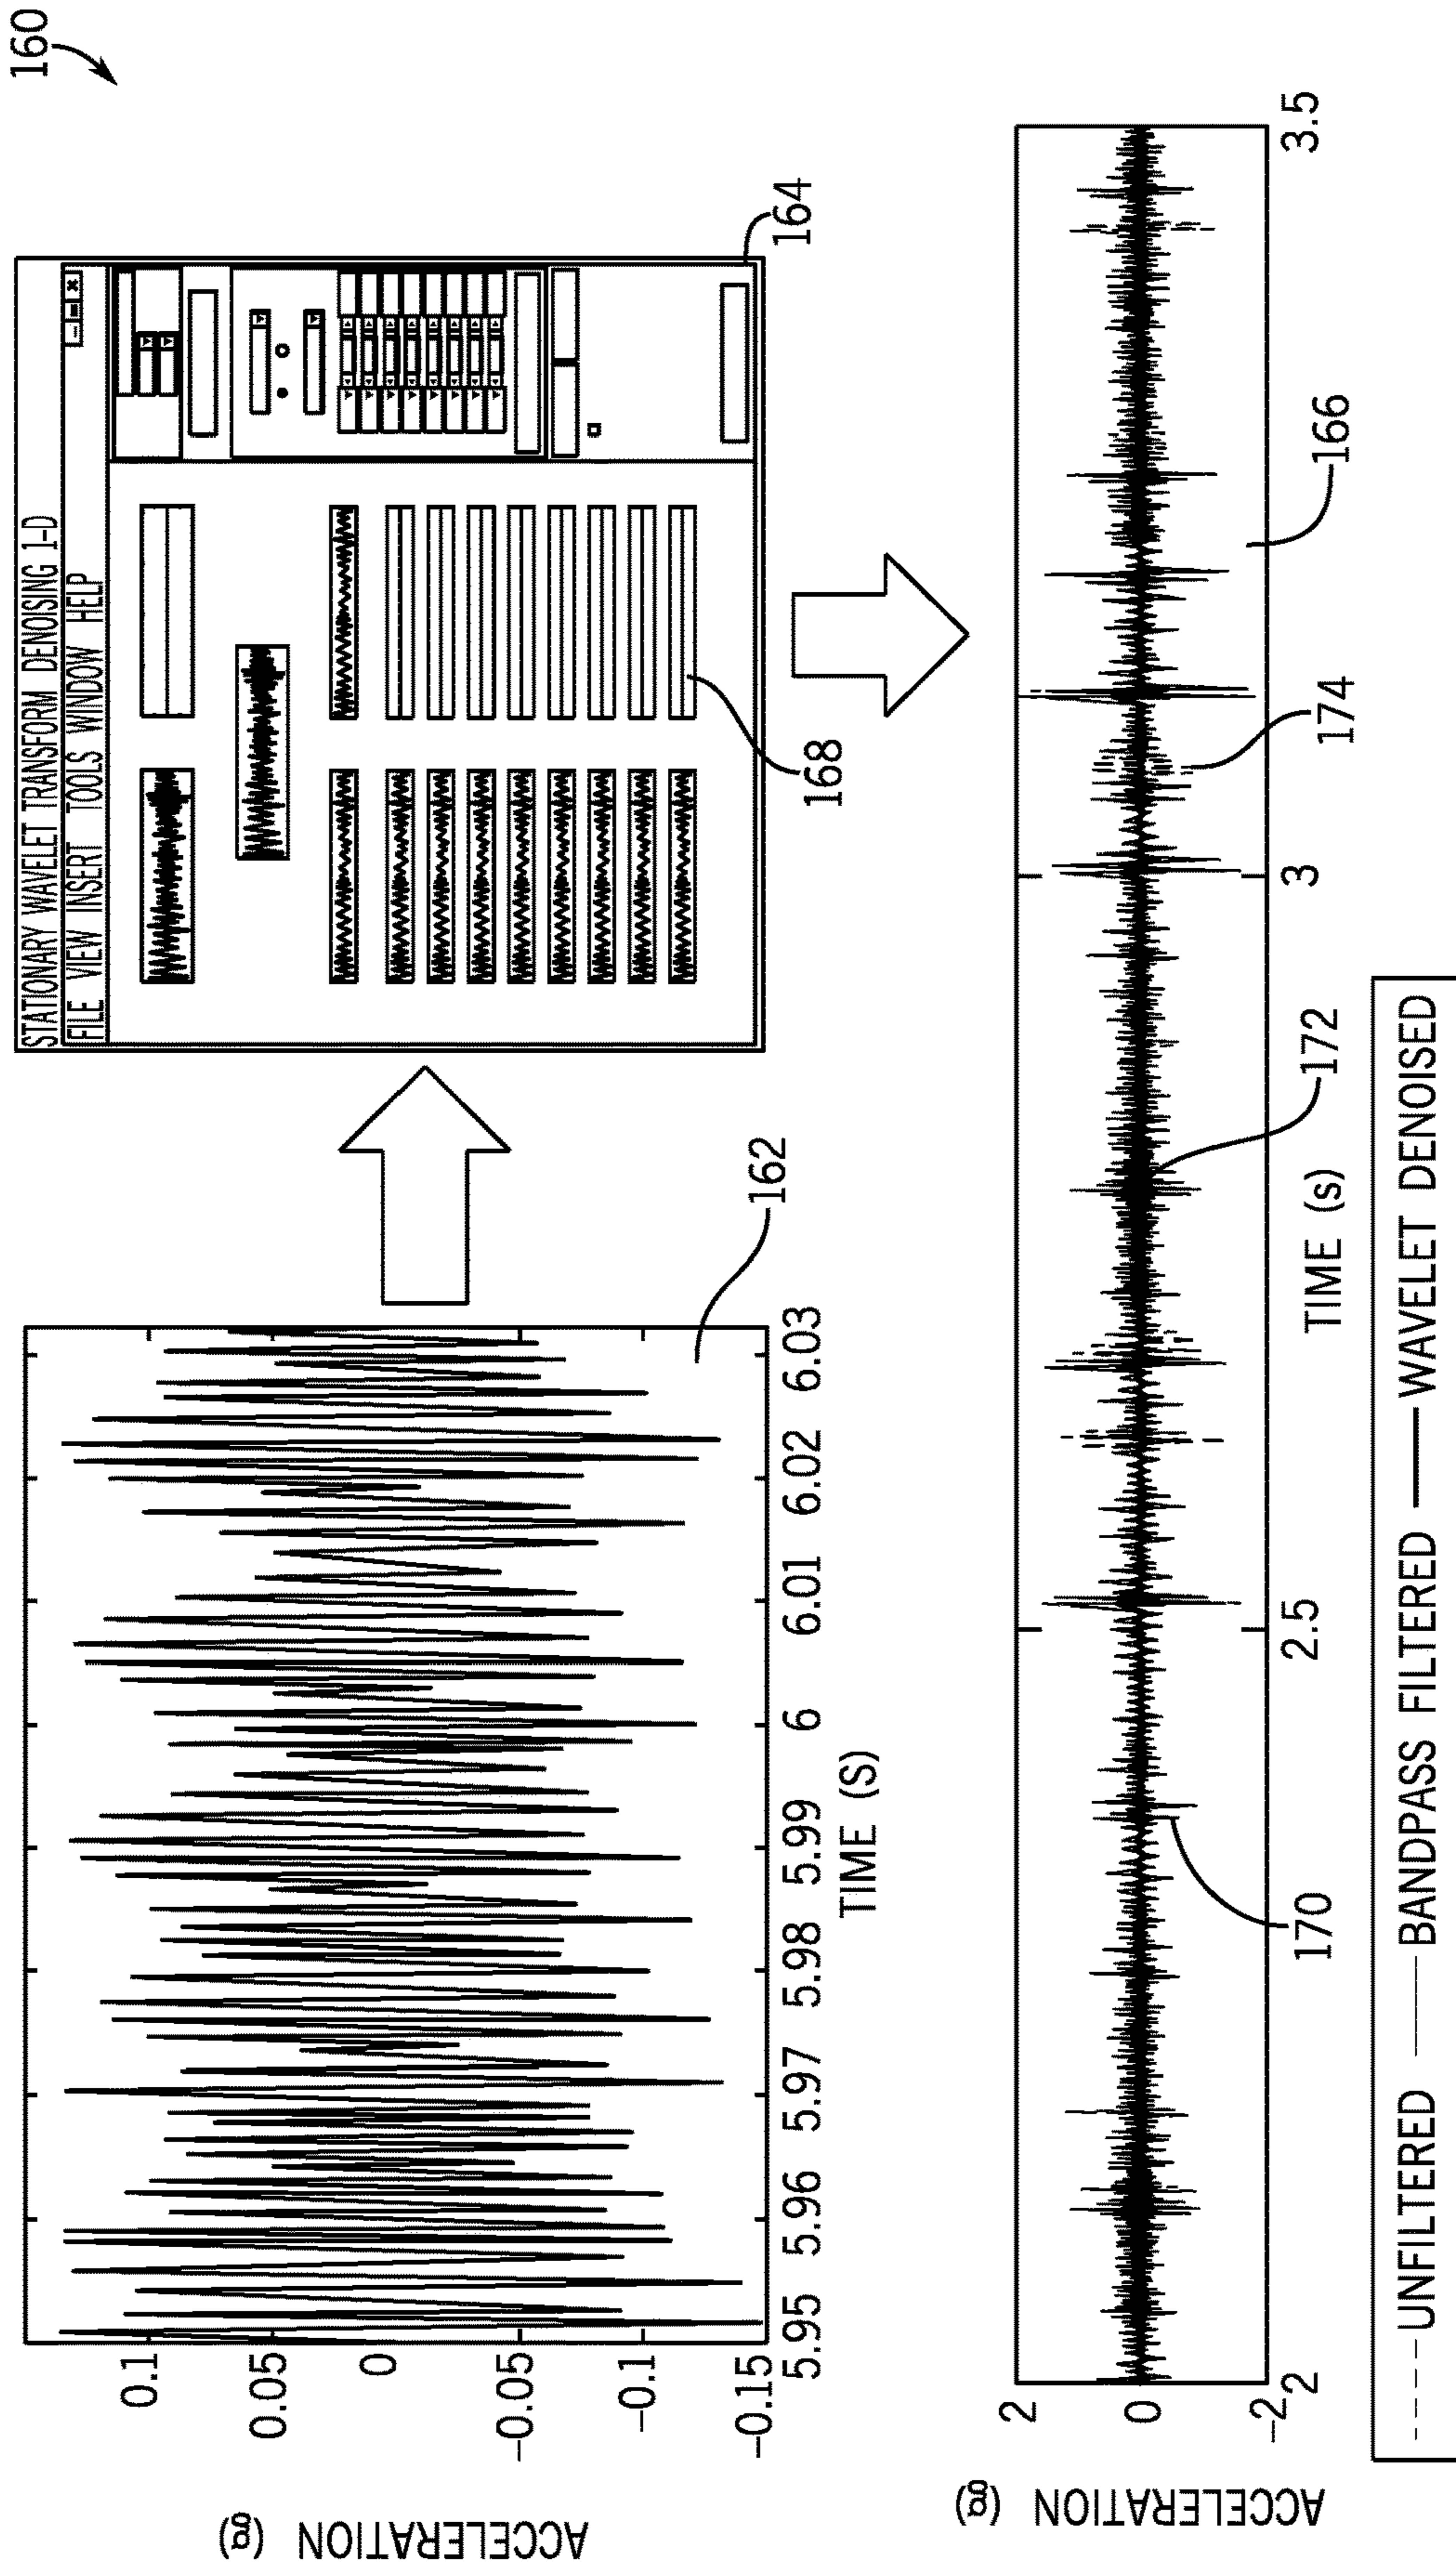 160
STATIONARY WAVELET TRANSFORM DENOISING 1-D
FILE VIEW INSERT TOOLS WINDOW HELP
164
168
ACCELERATION (g)
0.1
0.05
0
-0.05
-0.1
-0.15
5.95 5.96 5.97 5.98 5.99 6 6.01 6.02 6.03
TIME (S)
162
ACCELERATION (g)
2
0
-2
2 2.5 3 3.5
TIME (s)
170
172
174
166
UNFILTERED BANDPASS FILTERED WAVELET DENOISED